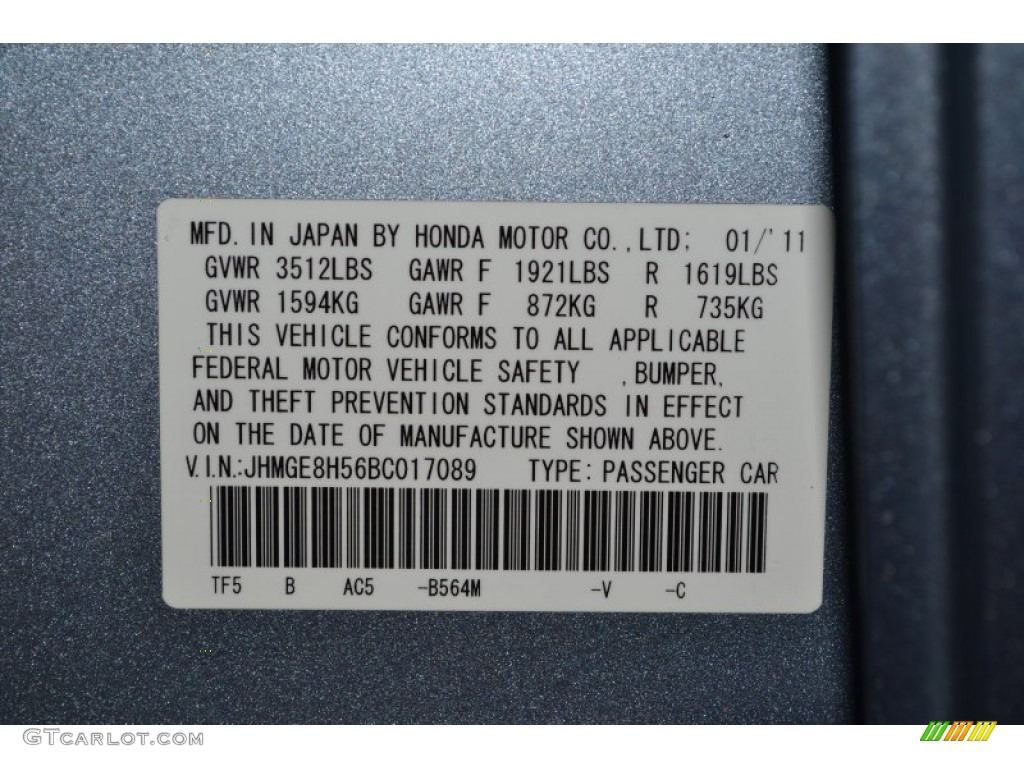 MFD. IN JAPAN BY HONDA MOTOR CO.,LTD; 01/'11
GVWR 3512LBS GAWR F 1921LBS R 1619LBS
GVWR 1594KG GAWR F 872KG R 735KG
THIS VEHICLE CONFORMS TO ALL APPLICABLE
FEDERAL MOTOR VEHICLE SAFETY , BUMPER,
AND THEFT PREVENTION STANDARDS IN EFFECT
ON THE DATE OF MANUFACTURE SHOWN ABOVE.
V.I.N.:JHMGE8H56BC017089 TYPE: PASSENGER CAR
TF5 B AC5 -B564M -V -C
GTCarLot.com